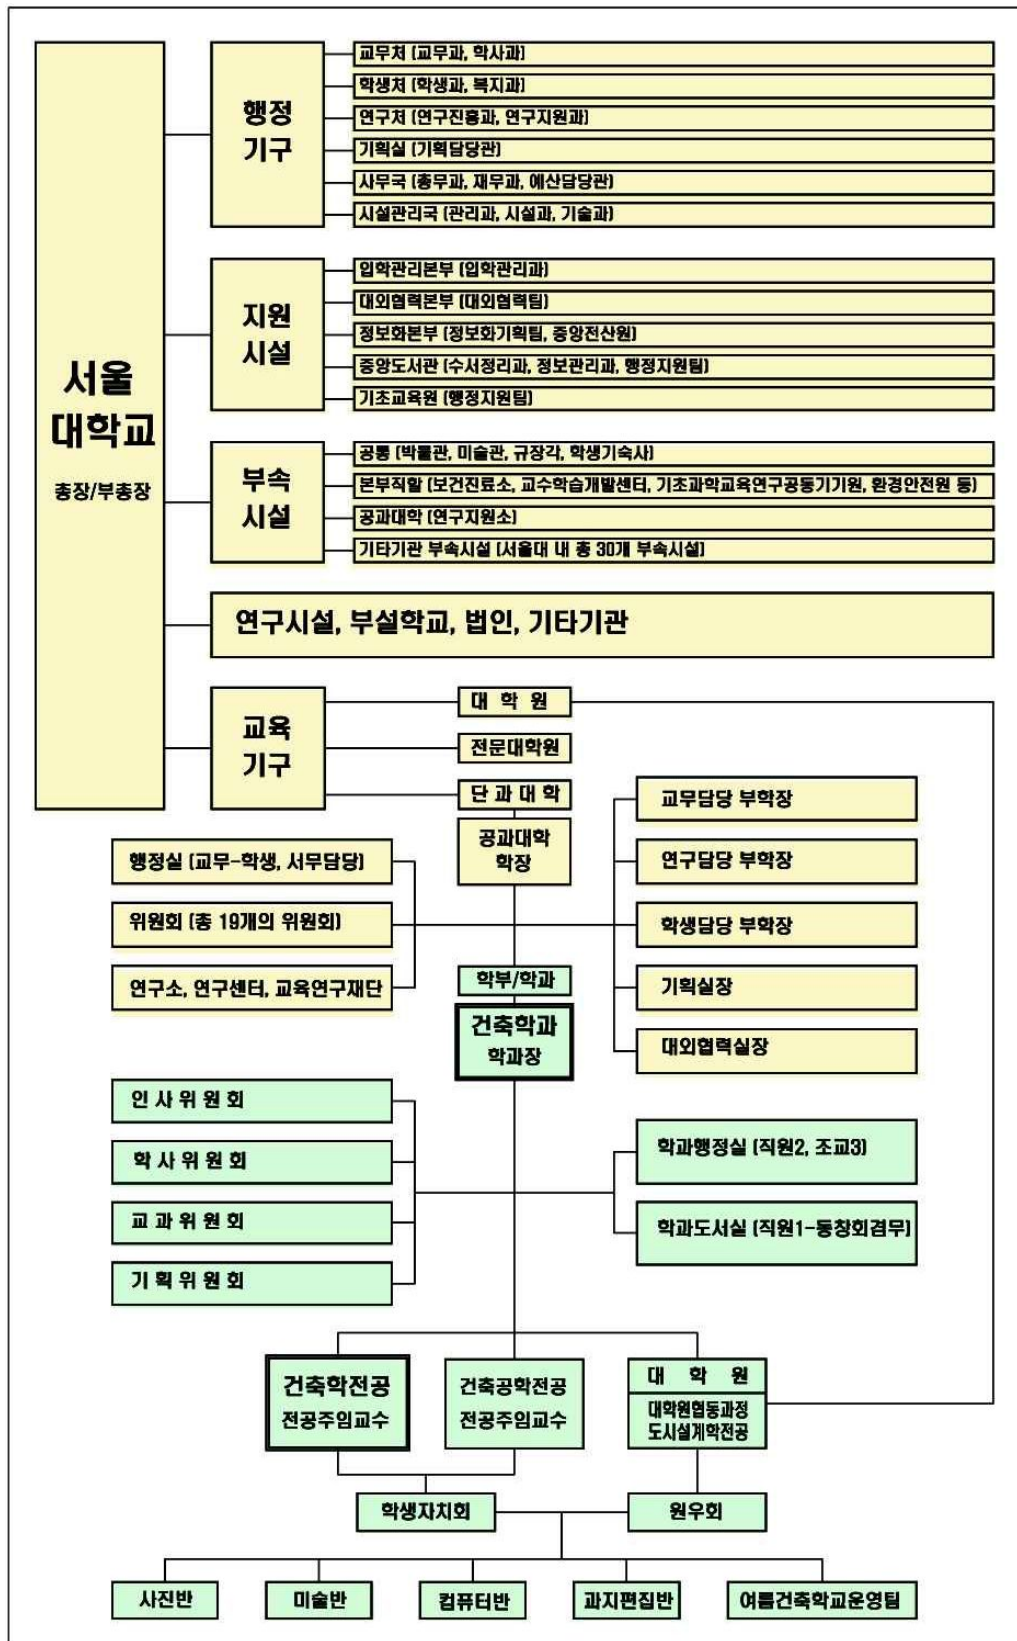 서울
대학교
총장/부총장
행정
기구
교무처 (교무과, 학사과)
학생처 (학생과, 복지과)
연구처 (연구진흥과, 연구지원과)
기획실 (기획담당관)
사무국 (총무과, 재무과, 예산담당관)
시설관리국 (관리과, 시설과, 기술과)
지원
시설
입학관리본부 (입학관리과)
대외협력본부 (대외협력팀)
정보화본부 (정보화기획팀, 중앙전산원)
중앙도서관 (수서정리과, 정보관리과, 행정지원팀)
기초교육원 (행정지원팀)
부속
시설
공통 (박물관, 미술관, 규장각, 학생기숙사)
본부직할 (보건진료소, 교수학습개발센터, 기초과학교육연구공동기기원, 환경안전원 등)
공과대학 (연구지원소)
기타기관 부속시설 (서울대 내 총 30개 부속시설)
연구시설, 부설학교, 법인, 기타기관
교육
기구
대 학 원
전문대학원
단 과 대 학
공과대학
학장
행정실 (교무-학생, 서무담당)
위원회 (총 19개의 위원회)
연구소, 연구센터, 교육연구재단
교무담당 부학장
연구담당 부학장
학생담당 부학장
기획실장
대외협력실장
학부/학과
건축학과
학과장
인 사 위 원 회
학 사 위 원 회
교 과 위 원 회
기 획 위 원 회
학과행정실 (직원2, 조교3)
학과도서실 (직원1-동창회겸무)
건축학전공
전공주임교수
건축공학전공
전공주임교수
대 학 원
대학원협동과정
도시설계학전공
학생자치회
원우회
사진반
미술반
컴퓨터반
과지편집반
여름건축학교운영팀